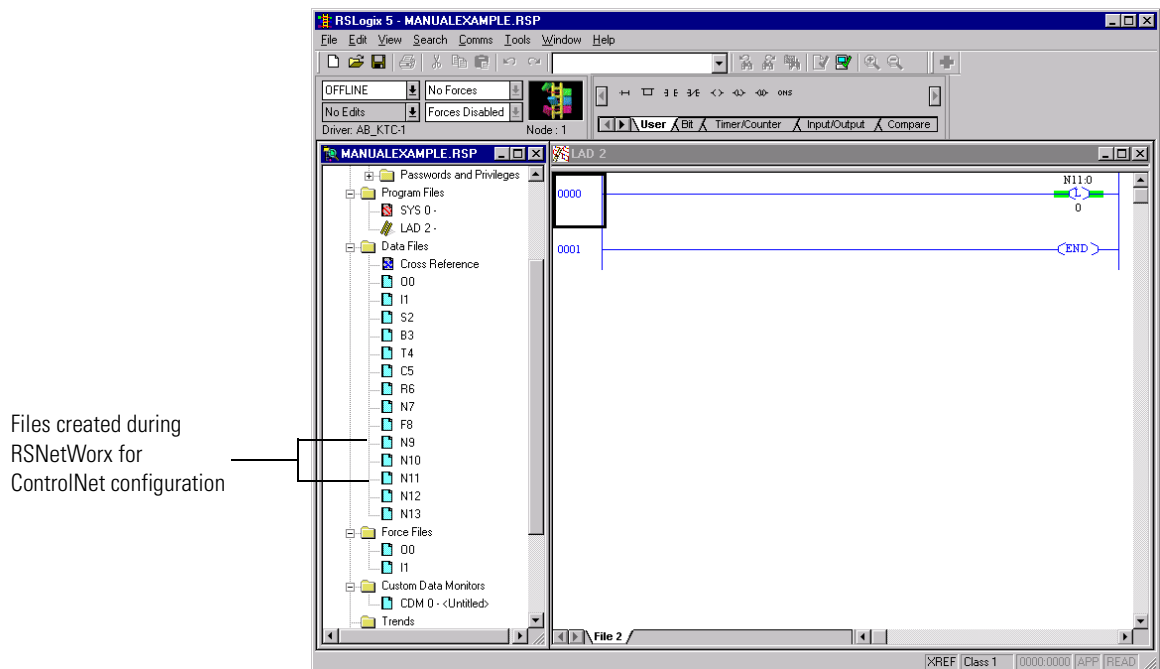 RSLogix 5 - MANUALEXAMPLE.RSP
File Edit View Search Comms Tools Window Help
OFFLINE
No Forces
No Edits
Forces Disabled
Driver: AB_KTC-1
Node : 1
ONS
User Bit Timer/Counter Input/Output Compare
MANUALEXAMPLE.RSP
Passwords and Privileges
Program Files
SYS 0 -
LAD 2 -
Data Files
Cross Reference
O0
I1
S2
B3
T4
C5
R6
N7
F8
N9
N10
N11
N12
N13
Force Files
O0
I1
Custom Data Monitors
CDM 0 - <Untitled>
Trends
LAD 2
0000
N11:0
L
0
0001
END
File 2
XREF Class 1 0000:0000 APP READ
Files created during
RSNetWorx for
ControlNet configuration